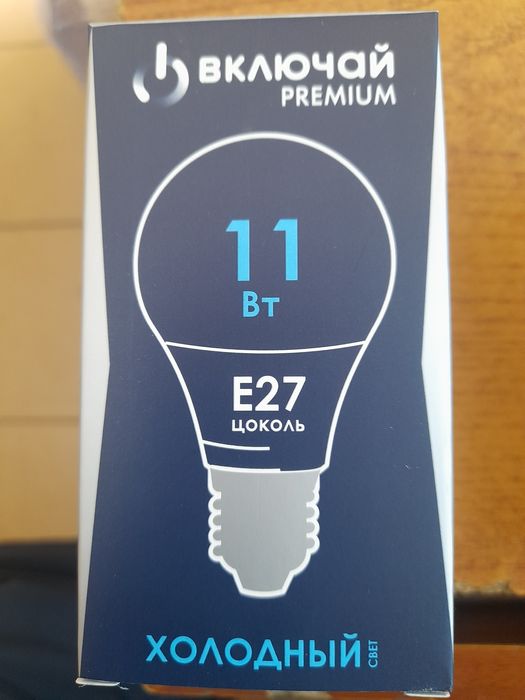 ВКЛЮЧАЙ
PREMIUM
11
Вт
E27
ЦОКОЛЬ
ХОЛОДНЫЙ СВЕТ